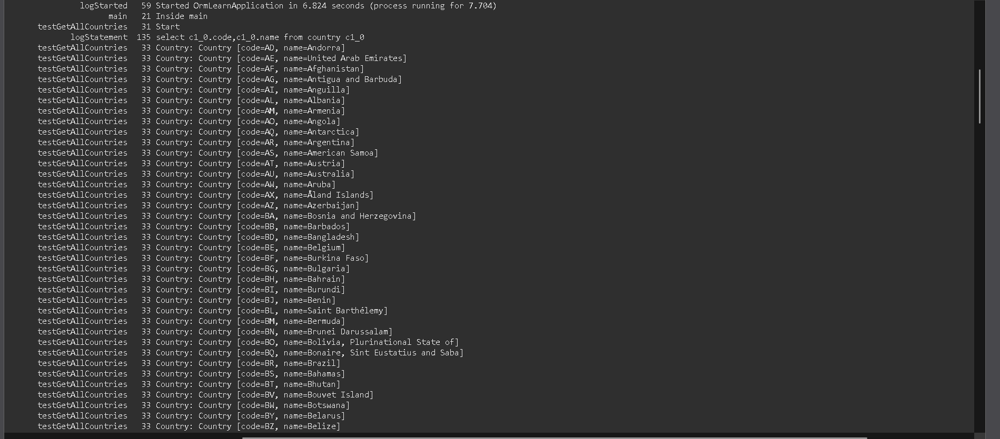 logStarted 59 Started OrmLearnApplication in 6.824 seconds (process running for 7.704)
main 21 Inside main
testGetAllCountries 31 Start
logStatement 135 select c1_0.code,c1_0.name from country c1_0
testGetAllCountries 33 Country: Country [code=AD, name=Andorra]
testGetAllCountries 33 Country: Country [code=AE, name=United Arab Emirates]
testGetAllCountries 33 Country: Country [code=AF, name=Afghanistan]
testGetAllCountries 33 Country: Country [code=AG, name=Antigua and Barbuda]
testGetAllCountries 33 Country: Country [code=AI, name=Anguilla]
testGetAllCountries 33 Country: Country [code=AL, name=Albania]
testGetAllCountries 33 Country: Country [code=AM, name=Armenia]
testGetAllCountries 33 Country: Country [code=AO, name=Angola]
testGetAllCountries 33 Country: Country [code=AQ, name=Antarctica]
testGetAllCountries 33 Country: Country [code=AR, name=Argentina]
testGetAllCountries 33 Country: Country [code=AS, name=American Samoa]
testGetAllCountries 33 Country: Country [code=AT, name=Austria]
testGetAllCountries 33 Country: Country [code=AU, name=Australia]
testGetAllCountries 33 Country: Country [code=AW, name=Aruba]
testGetAllCountries 33 Country: Country [code=AX, name=Åland Islands]
testGetAllCountries 33 Country: Country [code=AZ, name=Azerbaijan]
testGetAllCountries 33 Country: Country [code=BA, name=Bosnia and Herzegovina]
testGetAllCountries 33 Country: Country [code=BB, name=Barbados]
testGetAllCountries 33 Country: Country [code=BD, name=Bangladesh]
testGetAllCountries 33 Country: Country [code=BE, name=Belgium]
testGetAllCountries 33 Country: Country [code=BF, name=Burkina Faso]
testGetAllCountries 33 Country: Country [code=BG, name=Bulgaria]
testGetAllCountries 33 Country: Country [code=BH, name=Bahrain]
testGetAllCountries 33 Country: Country [code=BI, name=Burundi]
testGetAllCountries 33 Country: Country [code=BJ, name=Benin]
testGetAllCountries 33 Country: Country [code=BL, name=Saint Barthélemy]
testGetAllCountries 33 Country: Country [code=BM, name=Bermuda]
testGetAllCountries 33 Country: Country [code=BN, name=Brunei Darussalam]
testGetAllCountries 33 Country: Country [code=BO, name=Bolivia, Plurinational State of]
testGetAllCountries 33 Country: Country [code=BQ, name=Bonaire, Sint Eustatius and Saba]
testGetAllCountries 33 Country: Country [code=BR, name=Brazil]
testGetAllCountries 33 Country: Country [code=BS, name=Bahamas]
testGetAllCountries 33 Country: Country [code=BT, name=Bhutan]
testGetAllCountries 33 Country: Country [code=BV, name=Bouvet Island]
testGetAllCountries 33 Country: Country [code=BW, name=Botswana]
testGetAllCountries 33 Country: Country [code=BY, name=Belarus]
testGetAllCountries 33 Country: Country [code=BZ, name=Belize]